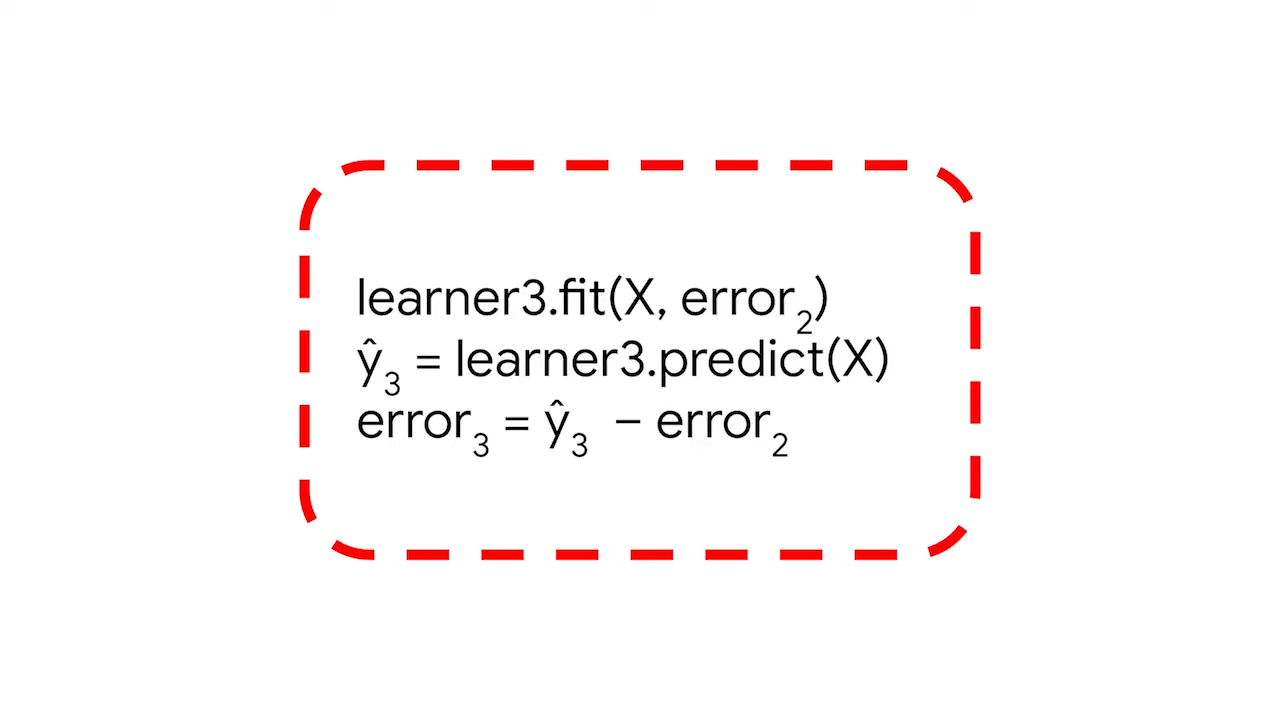 learner3.fit(X, error₂)
ŷ₃ = learner3.predict(X)
error₃ = ŷ₃ − error₂